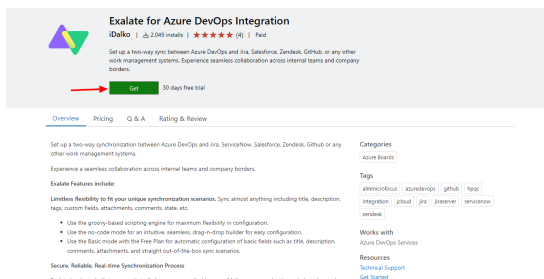 Exalate for Azure DevOps Integration
iDalko | 2,049 installs | (4) | Paid
Set up a two-way sync between Azure DevOps and Jira, Salesforce, Zendesk, GitHub, or any other
work management systems. Experience seamless collaboration across internal teams and company
borders.
Get 30 days free trial
Overview Pricing Q & A Rating & Review
Set up a two-way synchronization between Azure DevOps and Jira, ServiceNow, Salesforce, Zendesk, Github or any
other work management systems.
Experience a seamless collaboration across internal teams and company borders.
Exalate Features include:
Limitless flexibility to fit your unique synchronization scenarios. Sync almost anything including title, description,
tags, custom fields, attachments, comments, state, etc.
Use the groovy-based scripting engine for maximum flexibility in configuration.
Use the no-code mode for an intuitive, seamless, drag-n-drop builder for easy configuration.
Use the Basic mode with the Free Plan for automatic configuration of basic fields such as title, description,
comments, attachments, and straight out-of-the-box sync scenarios.
Secure, Reliable, Real-time Synchronization Process
Categories
Azure Boards
Tags
almmicrofocus azuredevops github hpqc
integration jcloud jira jiraserver servicenow
zendesk
Works with
Azure DevOps Services
Resources
Technical Support
Get Started